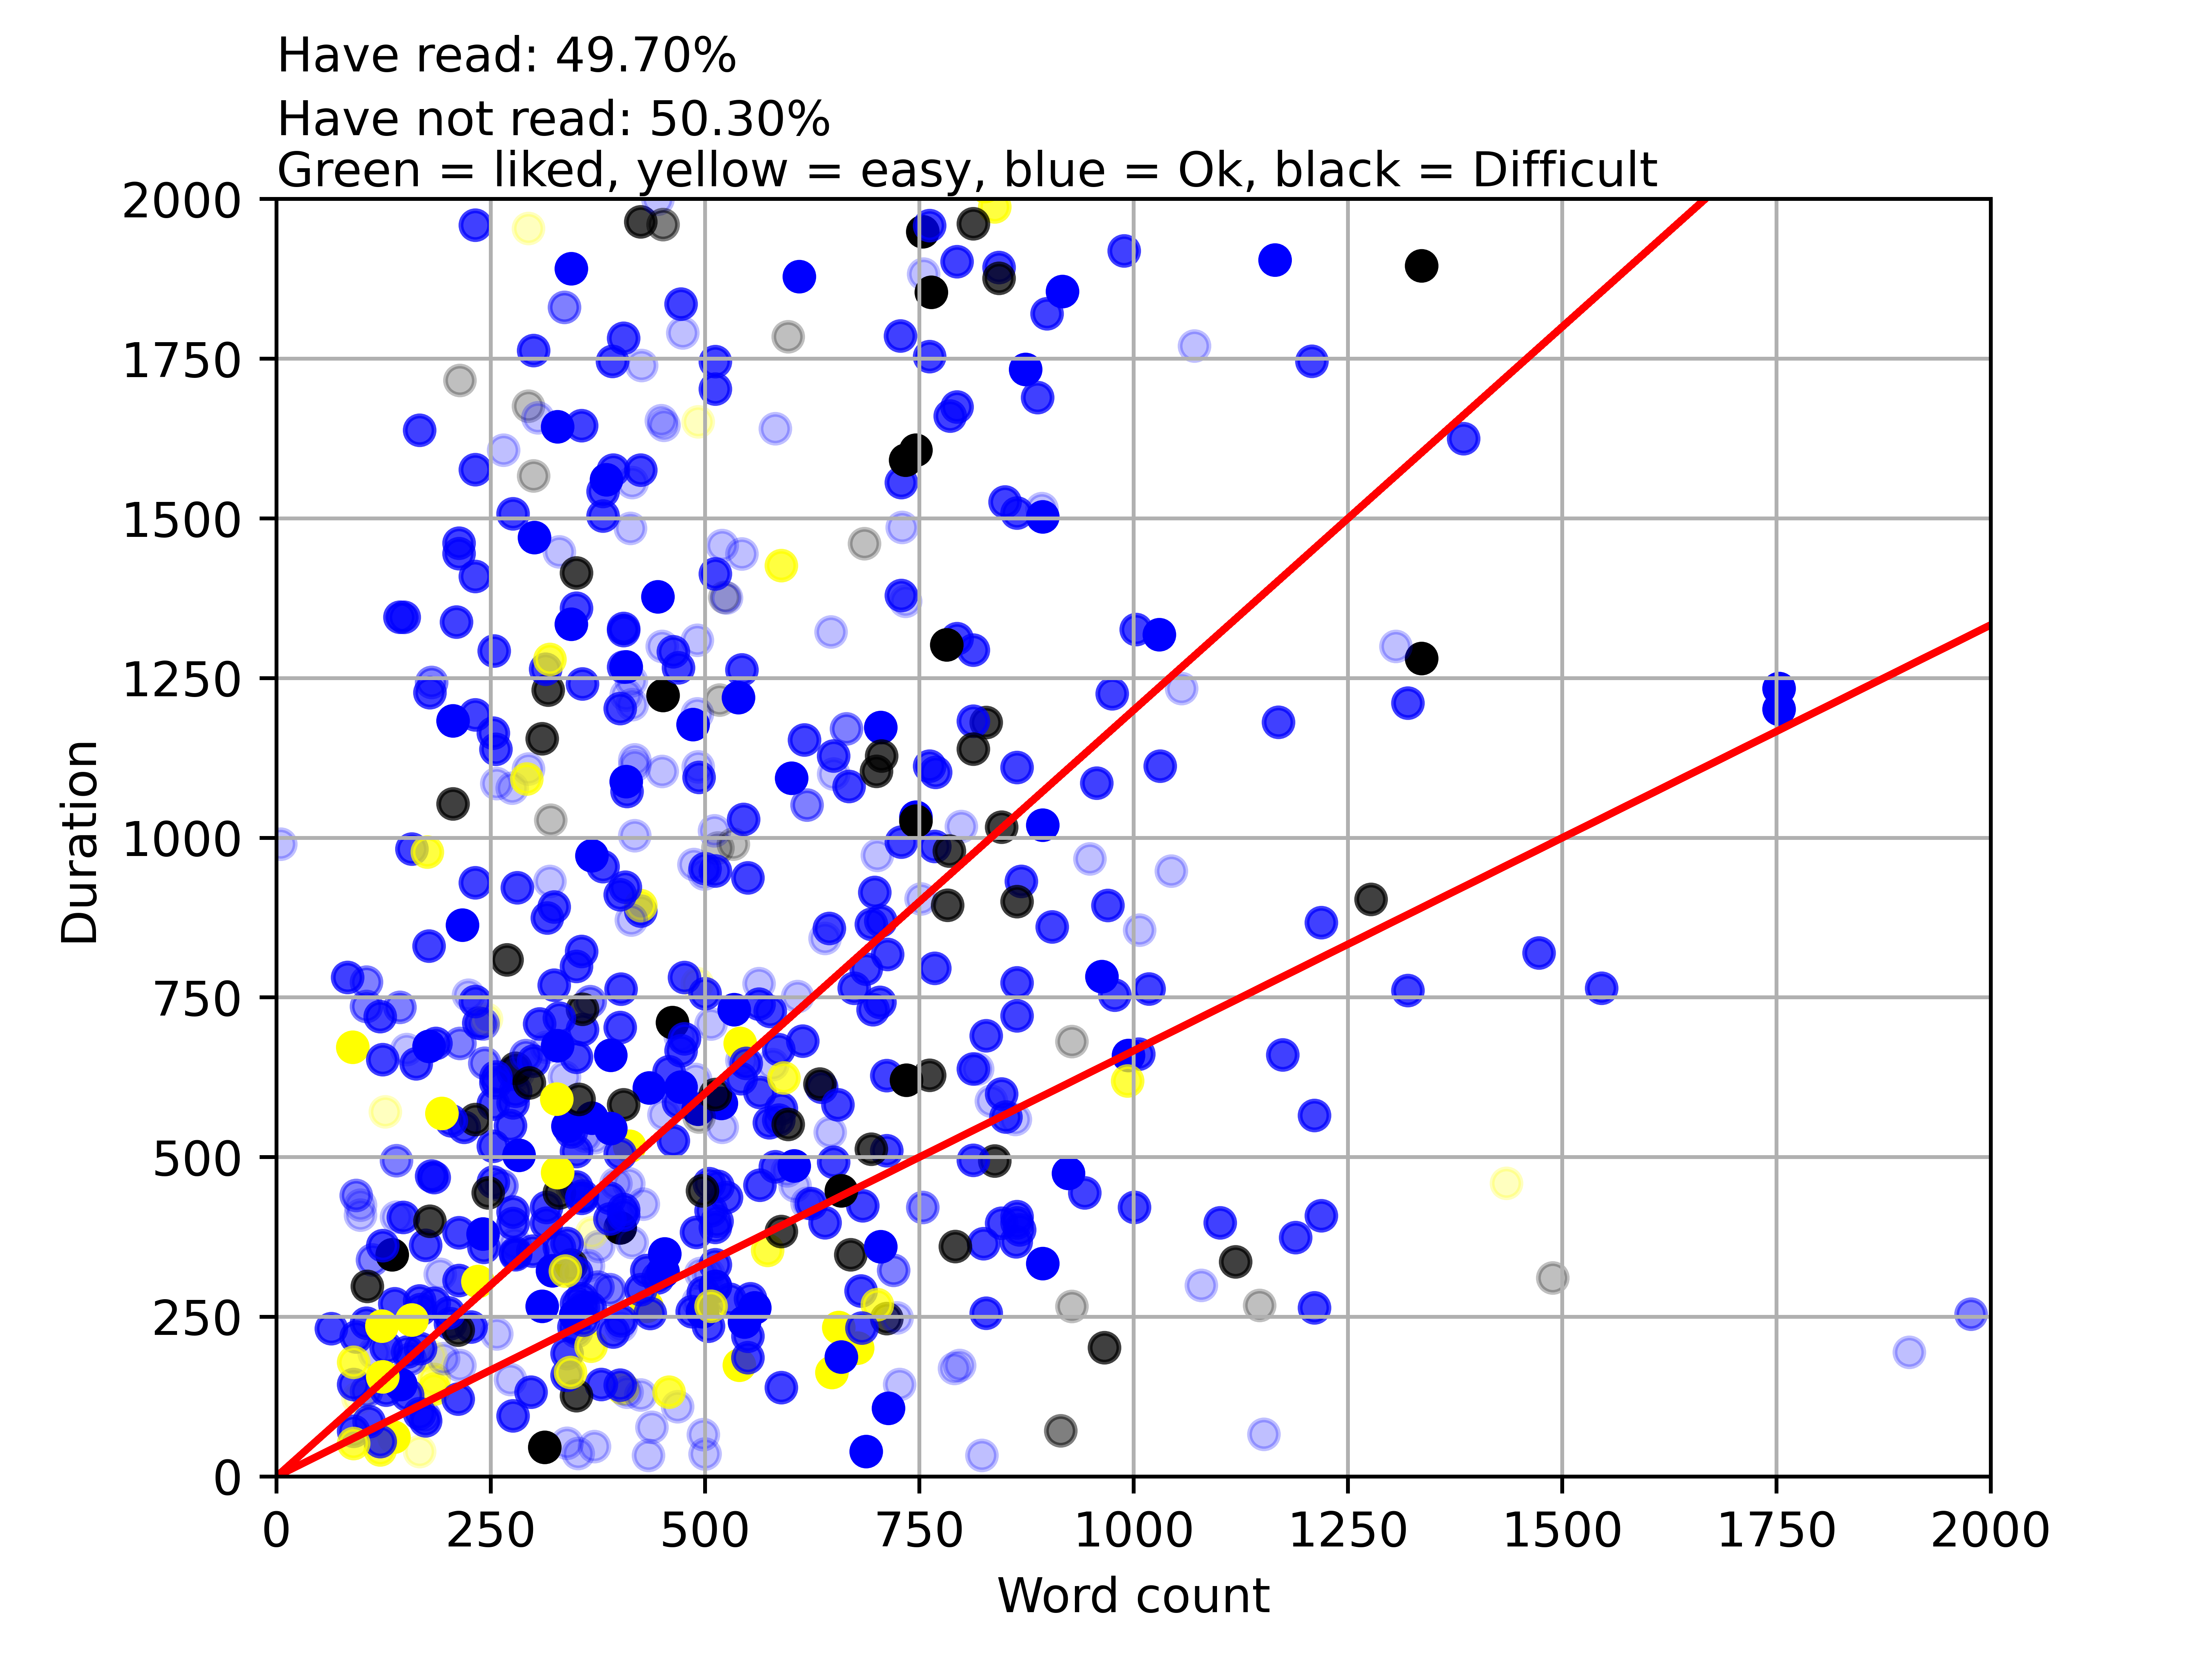 Have read: 49.70%
Have not read: 50.30%
Green = liked, yellow = easy, blue = Ok, black = Difficult
2000
1750
1500
1250
1000
750
500
250
0
Duration
0 250 500 750 1000 1250 1500 1750 2000
Word count